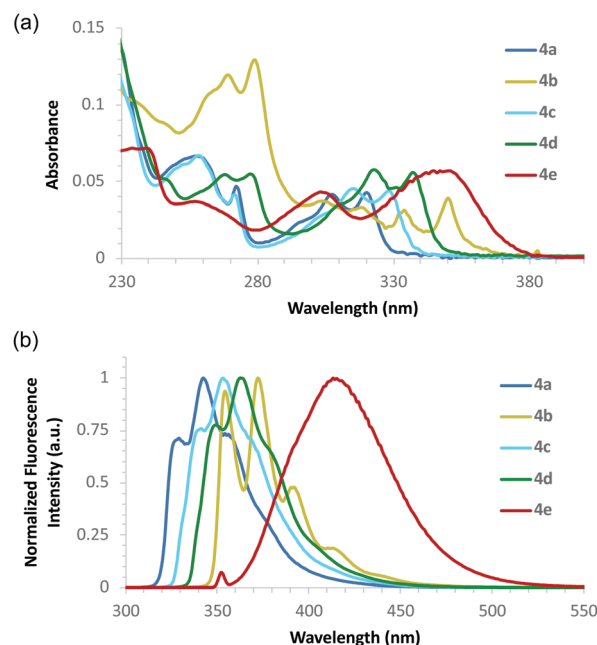 (a)
0.15
0.1
0.05
0
Absorbance
230
280
330
380
Wavelength (nm)
4a
4b
4c
4d
4e
(b)
1
0.75
0.5
0.25
0
Normalized Fluorescence
Intensity (a.u.)
300
350
400
450
500
550
Wavelength (nm)
4a
4b
4c
4d
4e